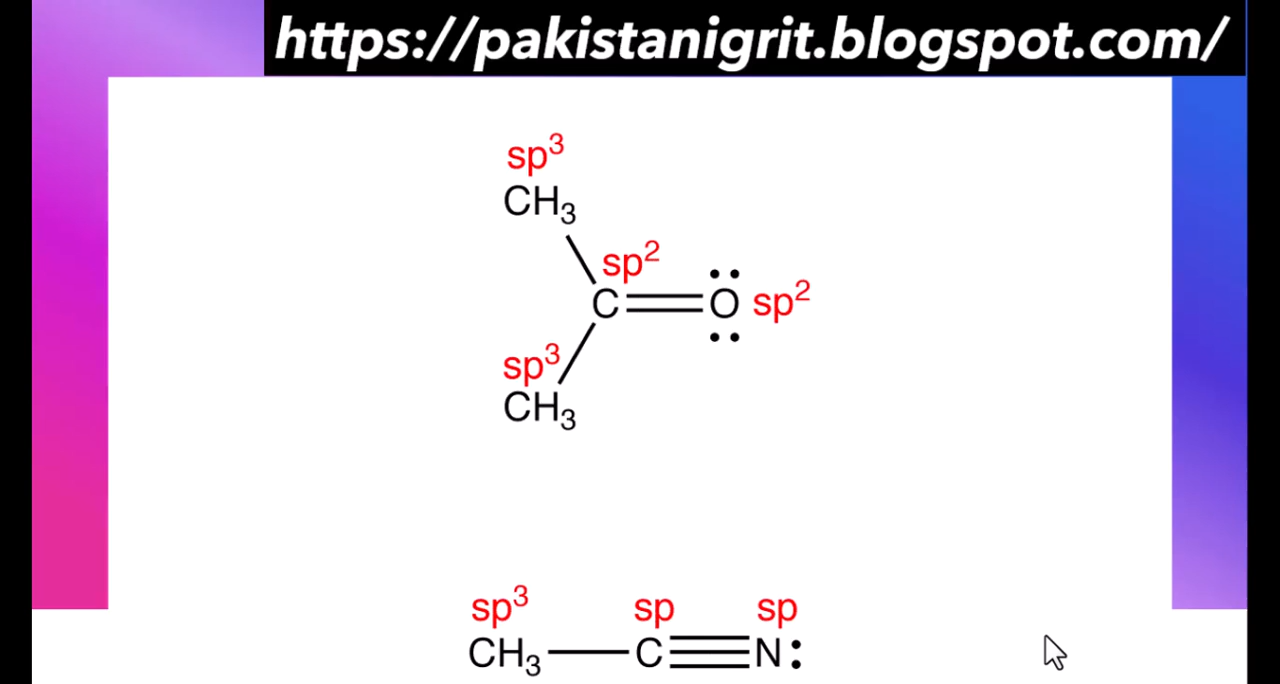 https://pakistanigrit.blogspot.com/
sp³
CH₃
sp²
C O sp²
sp³
CH₃
sp³ sp sp
CH₃ C N: